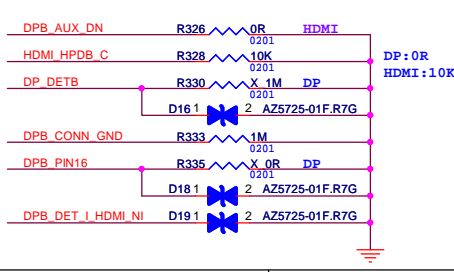 DPB_AUX_DN R326 0R HDMI
0201
HDMI_HPDB_C R328 10K DP:0R
0201 HDMI:10K
DP_DETB R330 X_1M DP
0201
D16 1 2 AZ5725-01F.R7G
DPB_CONN_GND R333 1M
0201
DPB_PIN16 R335 X_0R DP
0201
D18 1 2 AZ5725-01F.R7G
DPB_DET_I_HDMI_NI D19 1 2 AZ5725-01F.R7G